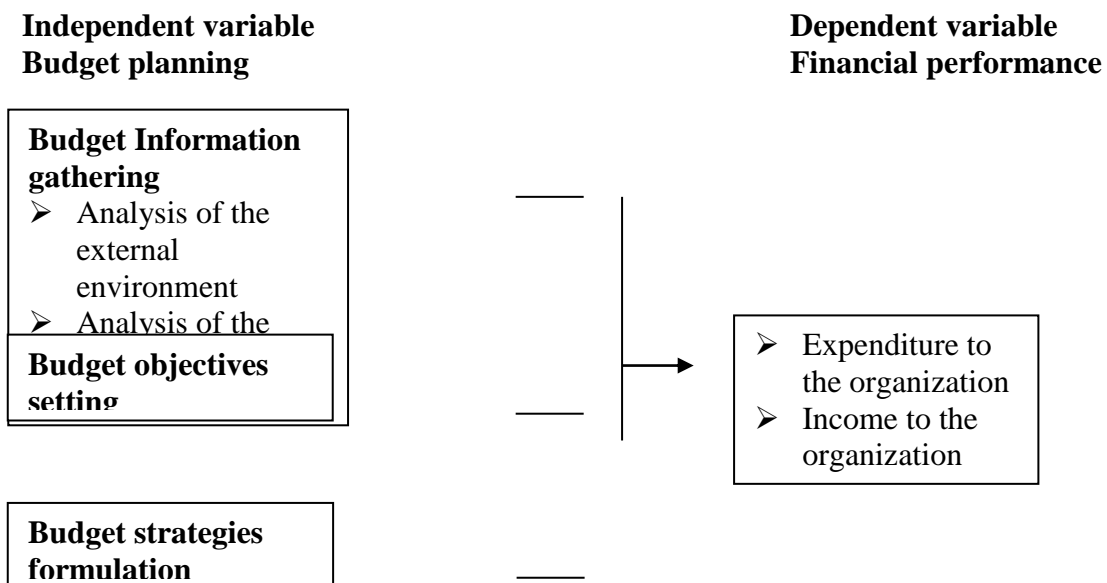 Independent variable
Budget planning
Dependent variable
Financial performance
Budget Information
gathering
➢ Analysis of the
external
environment
➢ Analysis of the
Budget objectives
setting
Budget strategies
formulation
➢ Expenditure to
the organization
➢ Income to the
organization